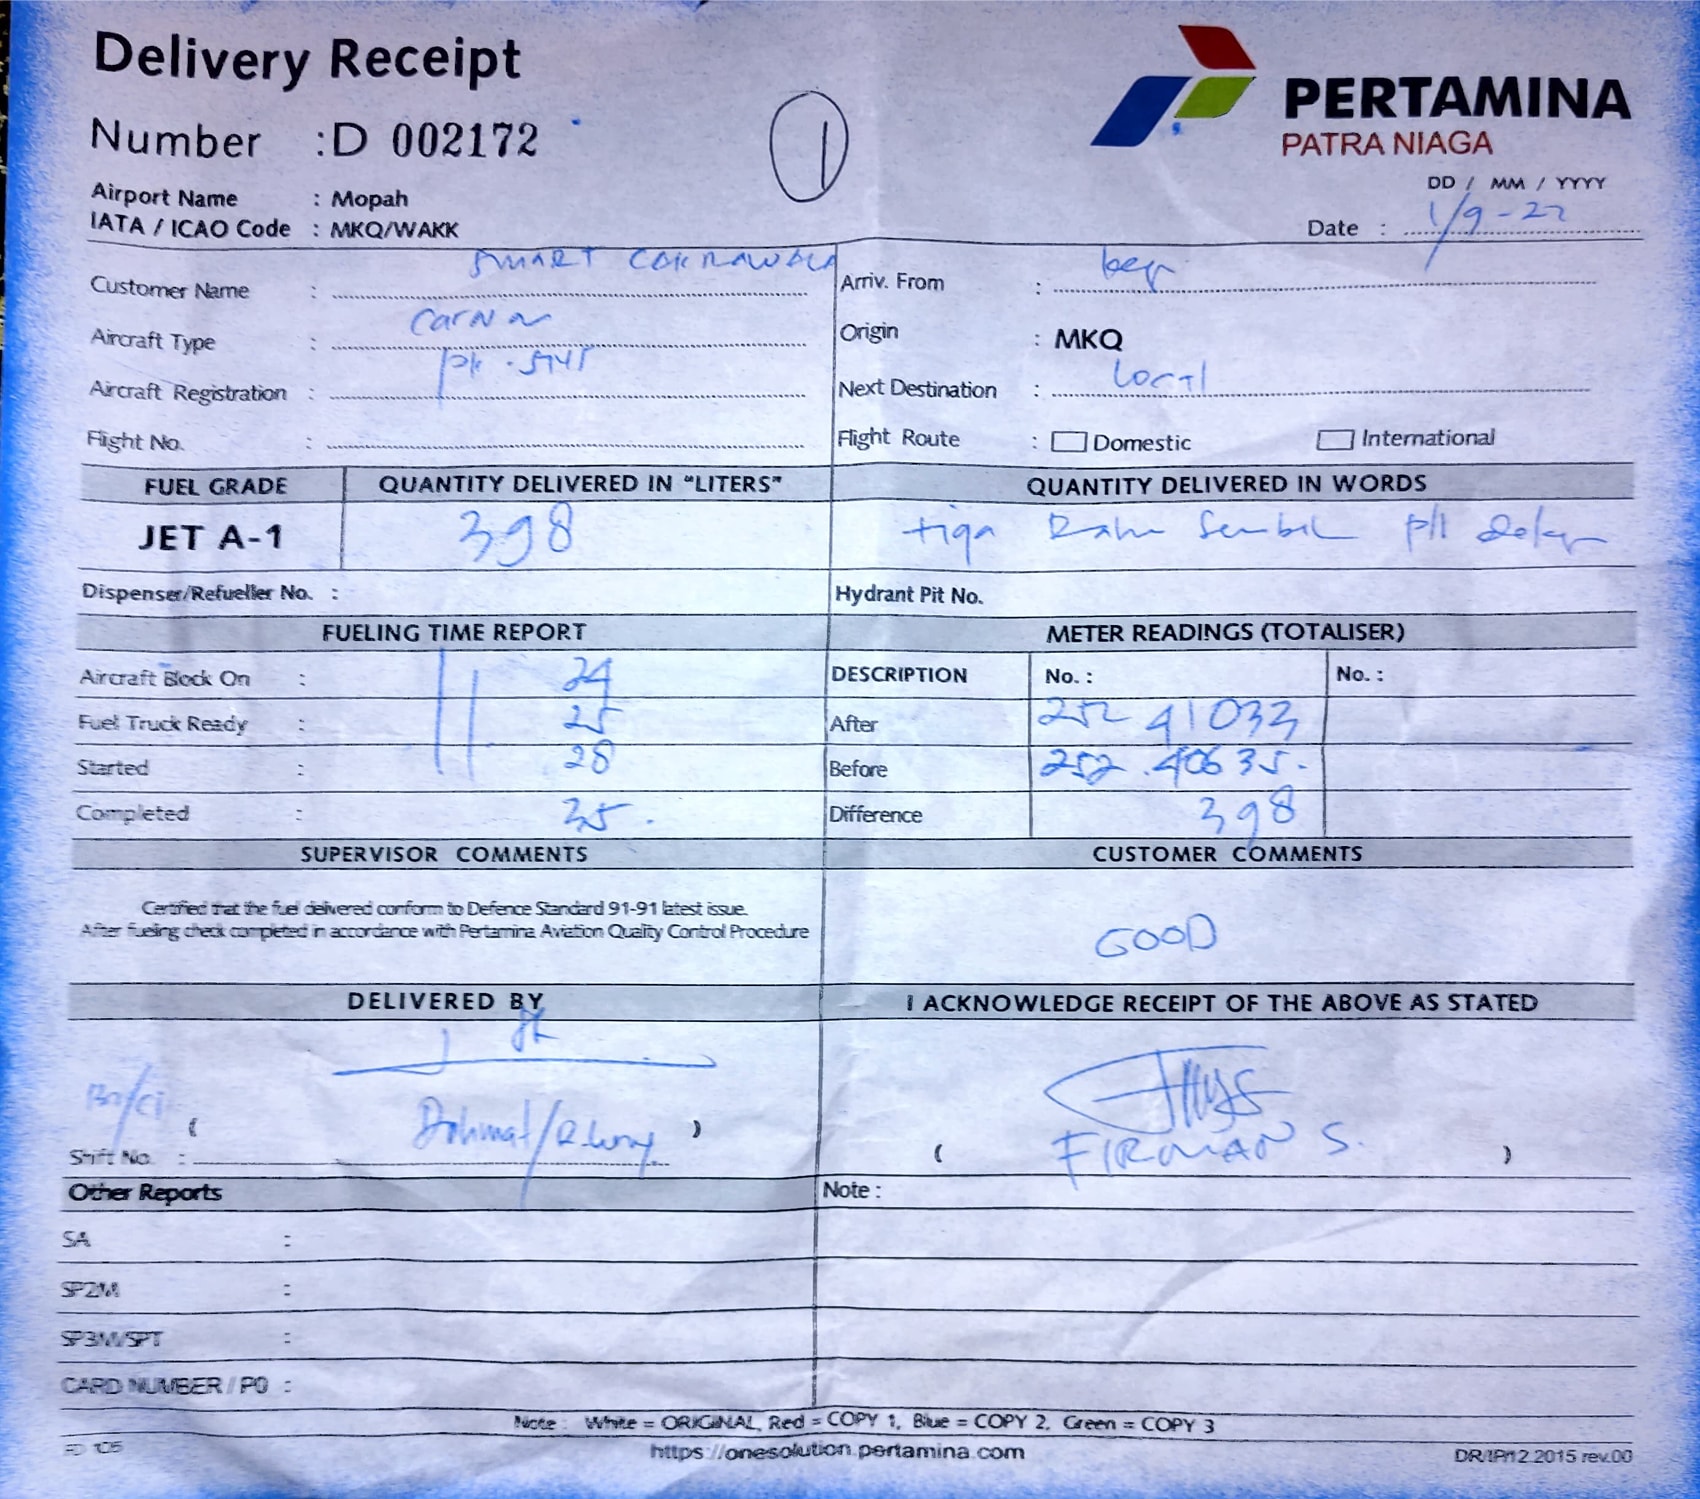 Delivery Receipt
Number : D 002172
1
PERTAMINA
PATRA NIAGA
Airport Name : Mopah
IATA / ICAO Code : MKQ/WAKK
DD / MM / YYYY
Date : 1/9-22
Customer Name : SMART CAKRAWALA
Aircraft Type :
Aircraft Registration : PK -
Flight No. :
Arriv. From :
Origin : MKQ
Next Destination : Local
Flight Route : Domestic International
FUEL GRADE QUANTITY DELIVERED IN "LITERS" QUANTITY DELIVERED IN WORDS
JET A-1 398 tiga
Dispenser/Refueller No. : Hydrant Pit No.
FUELING TIME REPORT METER READINGS (TOTALISER)
Aircraft Block On : 24 DESCRIPTION No. : No. :
Fuel Truck Ready : 25 After 252 41033
Started : 28 Before 252 .40635.
Completed : 35. Difference 398
SUPERVISOR COMMENTS CUSTOMER COMMENTS
Certified that the fuel delivered conform to Defence Standard 91-91 latest issue.
After fueling check completed in accordance with Pertamina Aviation Quality Control Procedure
GOOD
DELIVERED BY I ACKNOWLEDGE RECEIPT OF THE ABOVE AS STATED
( ) ( FIRMAN S. )
Shift No. :
Other Reports Note :
SA :
SP2M :
SP3M/SPT :
CARD NUMBER / PO :
Note : White = ORIGINAL, Red = COPY 1, Blue = COPY 2, Green = COPY 3
FD 105 https://onesolution.pertamina.com DR/IP/12.2015 rev.00